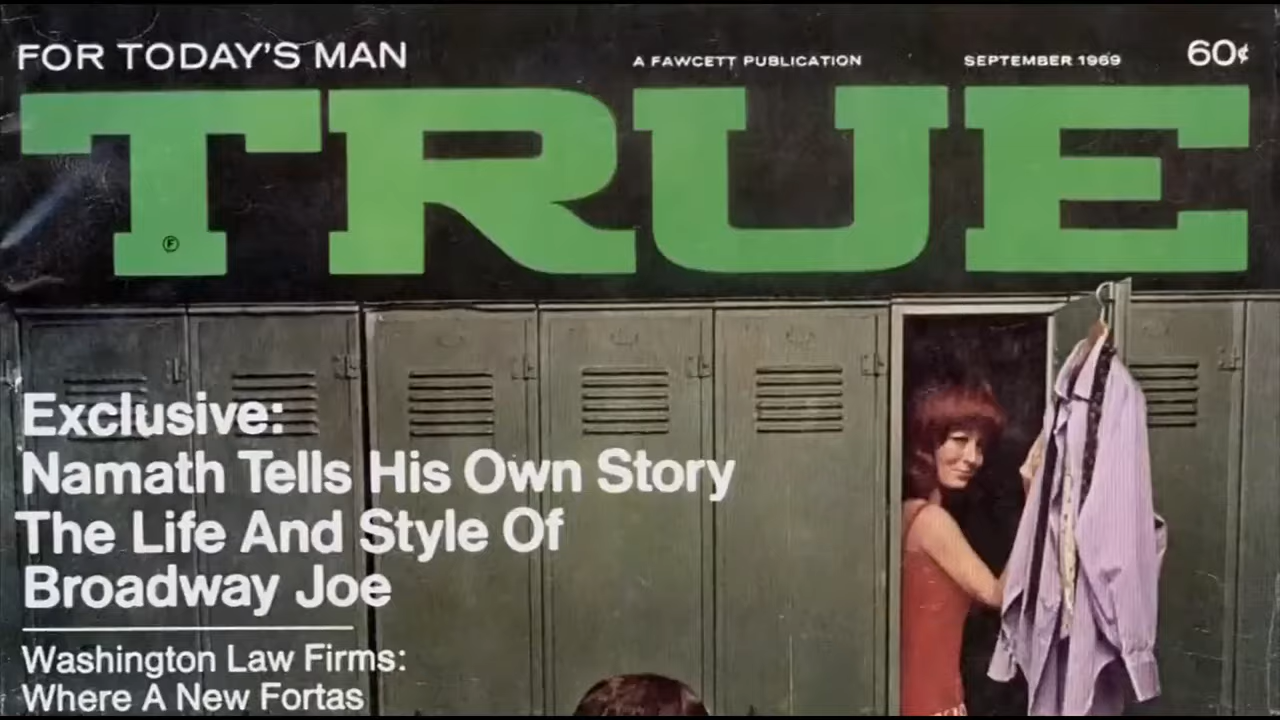 FOR TODAY'S MAN
A FAWCETT PUBLICATION
SEPTEMBER 1969
60¢
TRUE
F
Exclusive:
Namath Tells His Own Story
The Life And Style Of
Broadway Joe
Washington Law Firms:
Where A New Fortas